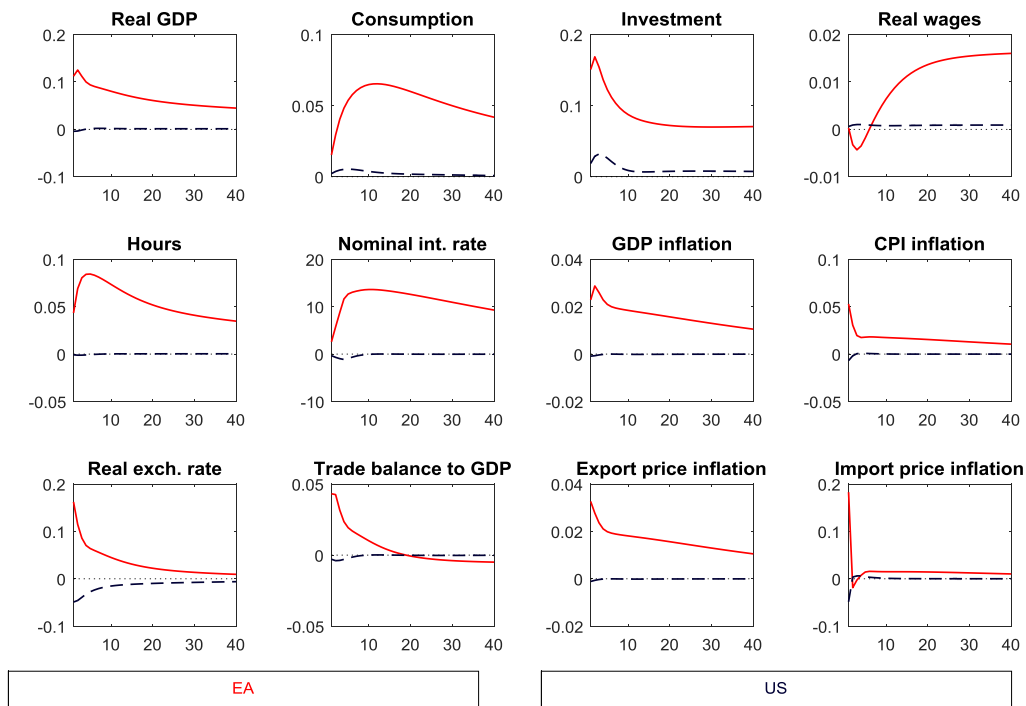 Real GDP
0.2
0.1
0
-0.1
10 20 30 40
Consumption
0.1
0.05
0
10 20 30 40
Investment
0.2
0.1
0
10 20 30 40
Real wages
0.02
0.01
0
-0.01
10 20 30 40
Hours
0.1
0.05
0
-0.05
10 20 30 40
Nominal int. rate
20
10
0
-10
10 20 30 40
GDP inflation
0.04
0.02
0
-0.02
10 20 30 40
CPI inflation
0.1
0.05
0
-0.05
10 20 30 40
Real exch. rate
0.2
0.1
0
-0.1
10 20 30 40
Trade balance to GDP
0.05
0
-0.05
10 20 30 40
Export price inflation
0.04
0.02
0
-0.02
10 20 30 40
Import price inflation
0.2
0.1
0
-0.1
10 20 30 40
EA
US